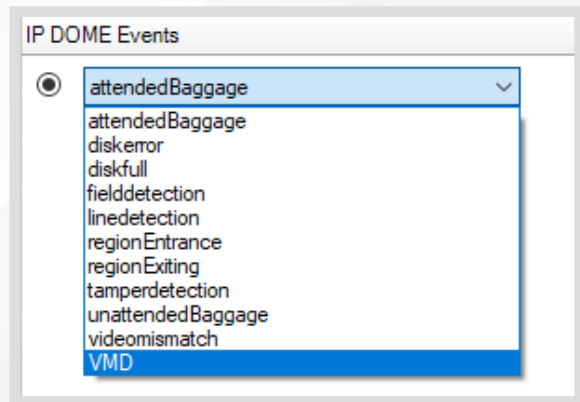 IP DOME Events
attendedBaggage
attendedBaggage
diskerror
diskfull
fielddetection
linedetection
regionEntrance
regionExiting
tamperdetection
unattendedBaggage
videomismatch
VMD